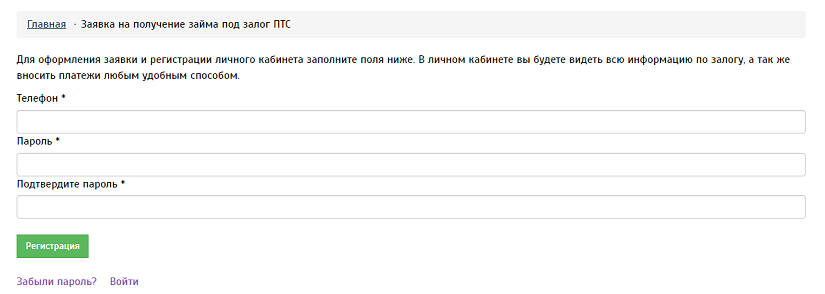 Главная · Заявка на получение займа под залог ПТС
Для оформления заявки и регистрации личного кабинета заполните поля ниже. В личном кабинете вы будете видеть всю информацию по залогу, а так же
вносить платежи любым удобным способом.
Телефон *
Пароль *
Подтвердите пароль *
Регистрация
Забыли пароль? Войти